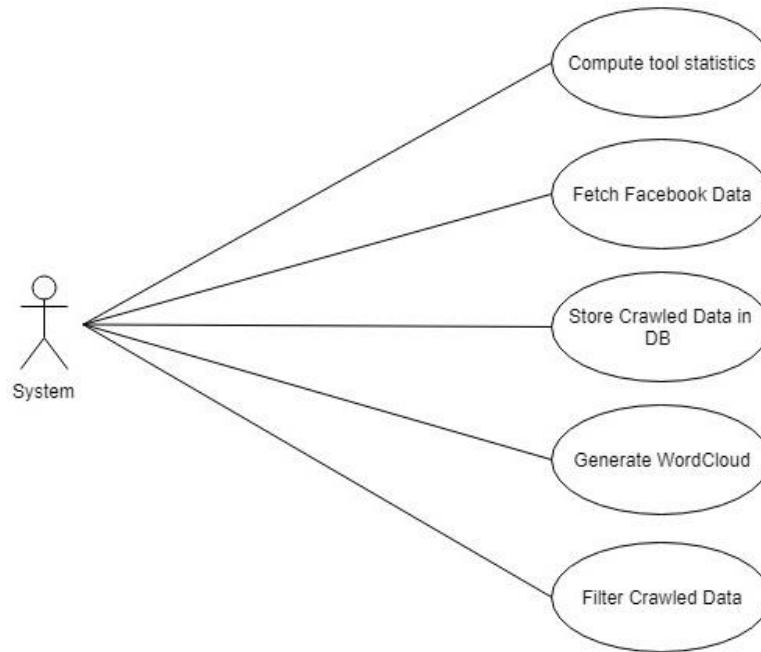 Compute tool statistics
Fetch Facebook Data
Store Crawled Data in
DB
System
Generate WordCloud
Filter Crawled Data